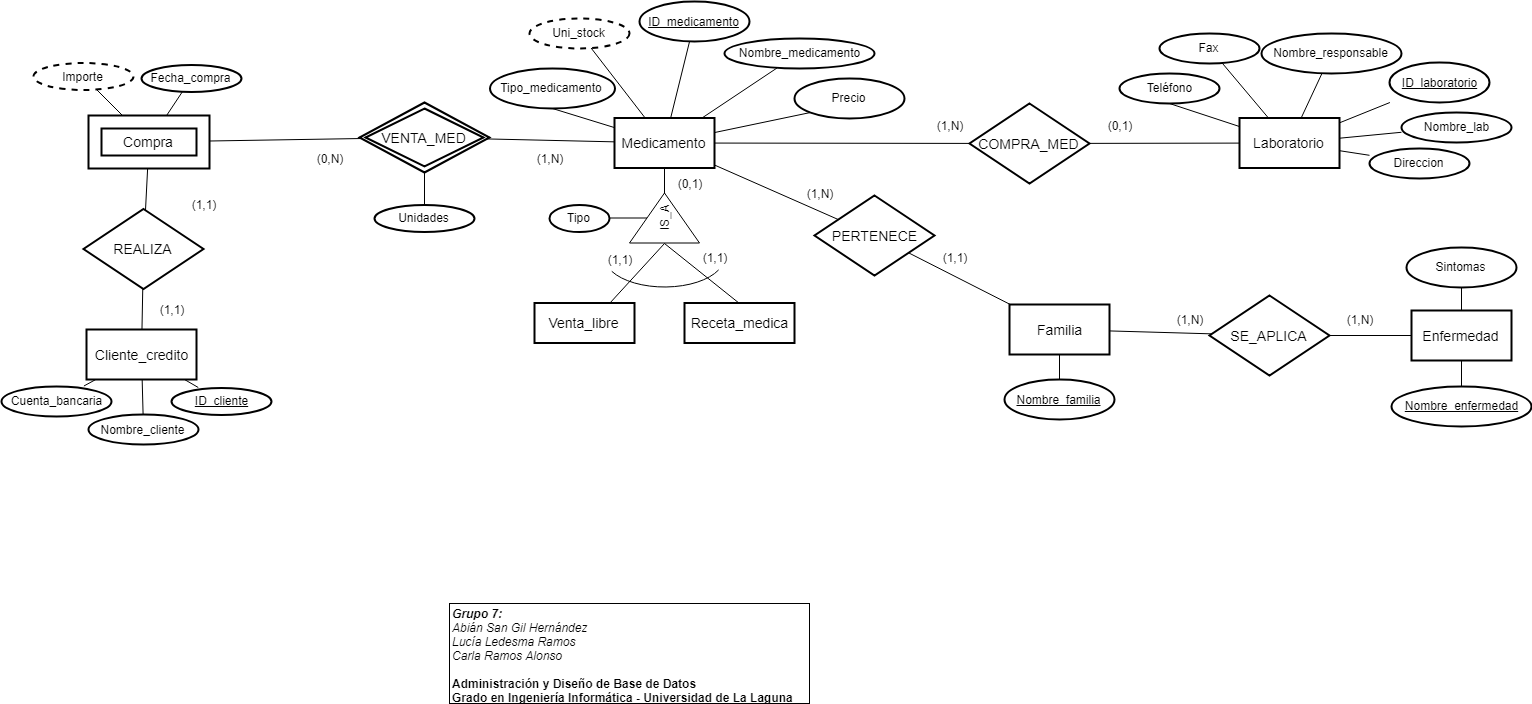 ID_medicamento
Uni_stock
Nombre_medicamento
Fax
Nombre_responsable
Importe
Fecha_compra
Tipo_medicamento
Precio
Teléfono
ID_laboratorio
Compra
VENTA_MED
Medicamento
(1,N)
COMPRA_MED
(0,1)
Laboratorio
Nombre_lab
Direccion
(0,N)
(1,N)
(0,1)
(1,N)
(1,1)
Unidades
Tipo
IS_A
PERTENECE
REALIZA
(1,1)
(1,1)
(1,1)
Sintomas
(1,1)
Venta_libre
Receta_medica
Familia
(1,N)
SE_APLICA
(1,N)
Enfermedad
Cliente_credito
Cuenta_bancaria
ID_cliente
Nombre_cliente
Nombre_familia
Nombre_enfermedad
Grupo 7:
Abián San Gil Hernández
Lucía Ledesma Ramos
Carla Ramos Alonso
Administración y Diseño de Base de Datos
Grado en Ingeniería Informática - Universidad de La Laguna